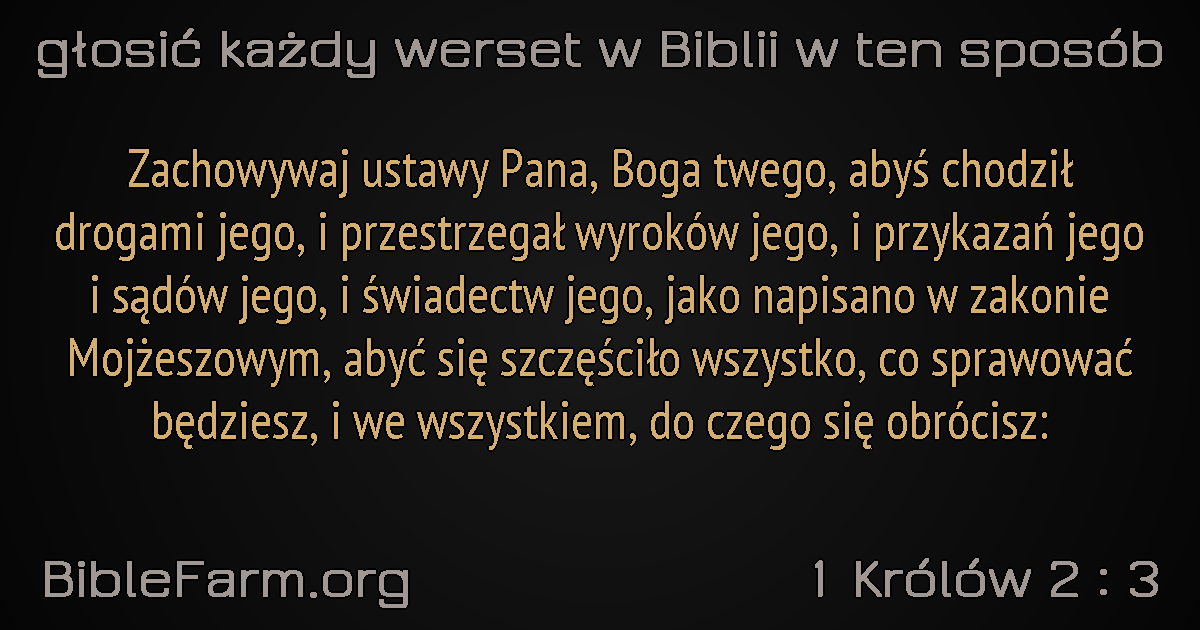 głosić każdy werset w Biblii w ten sposób
Zachowywaj ustawy Pana, Boga twego, abyś chodził
drogami jego, i przestrzegał wyroków jego, i przykazań jego
i sądów jego, i świadectw jego, jako napisano w zakonie
Mojżeszowym, abyć się szczęściło wszystko, co sprawować
będziesz, i we wszystkiem, do czego się obrócisz:
BibleFarm.org
1 Królów 2 : 3